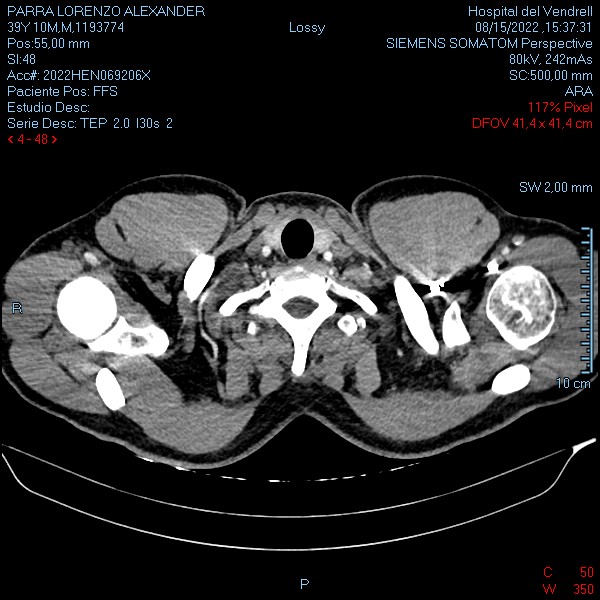 PARRA LORENZO ALEXANDER
39Y 10M,M,1193774
Pos:55,00 mm
SI:48
Acc#: 2022HEN069206X
Paciente Pos: FFS
Estudio Desc:
Serie Desc: TEP 2.0 I30s 2
< 4 - 48 >
Lossy
Hospital del Vendrell
08/15/2022 ,15:37:31
SIEMENS SOMATOM Perspective
80kV, 242mAs
SC:500,00 mm
ARA
117% Pixel
DFOV 41,4 x 41,4 cm
SW 2,00 mm
R
10 cm
P
C 50
W 350